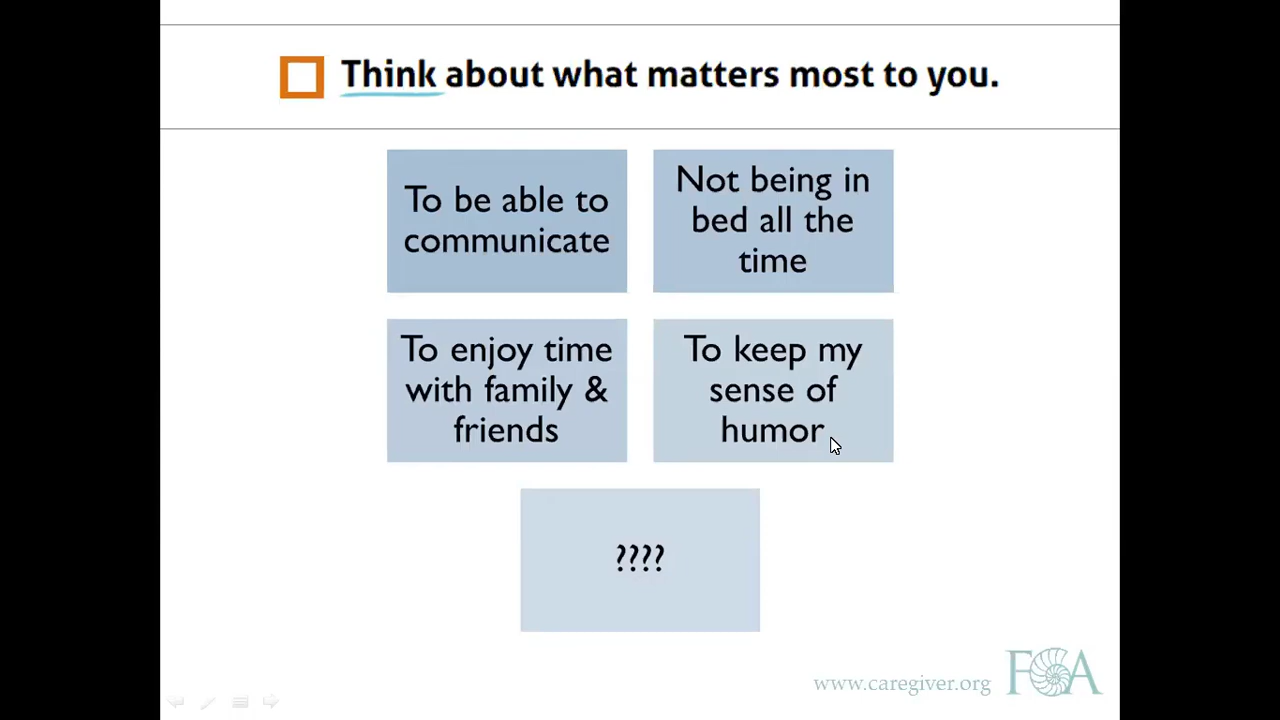 Think about what matters most to you.
To be able to
communicate
Not being in
bed all the
time
To enjoy time
with family &
friends
To keep my
sense of
humor
????
www.caregiver.org
FCA